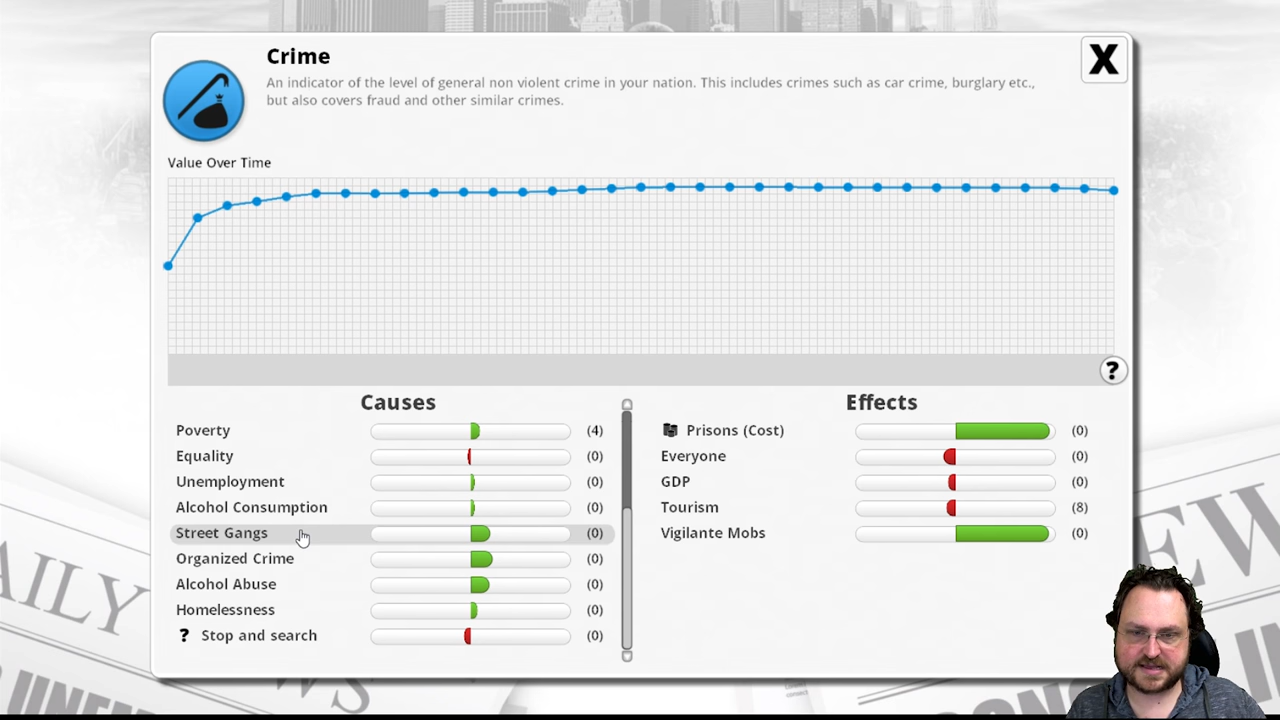 Crime
X
An indicator of the level of general non violent crime in your nation. This includes crimes such as car crime, burglary etc.,
but also covers fraud and other similar crimes.
Value Over Time
?
Causes
Effects
Poverty (4)
Equality (0)
Unemployment (0)
Alcohol Consumption (0)
Street Gangs (0)
Organized Crime (0)
Alcohol Abuse (0)
Homelessness (0)
? Stop and search (0)
Prisons (Cost) (0)
Everyone (0)
GDP (0)
Tourism (8)
Vigilante Mobs (0)